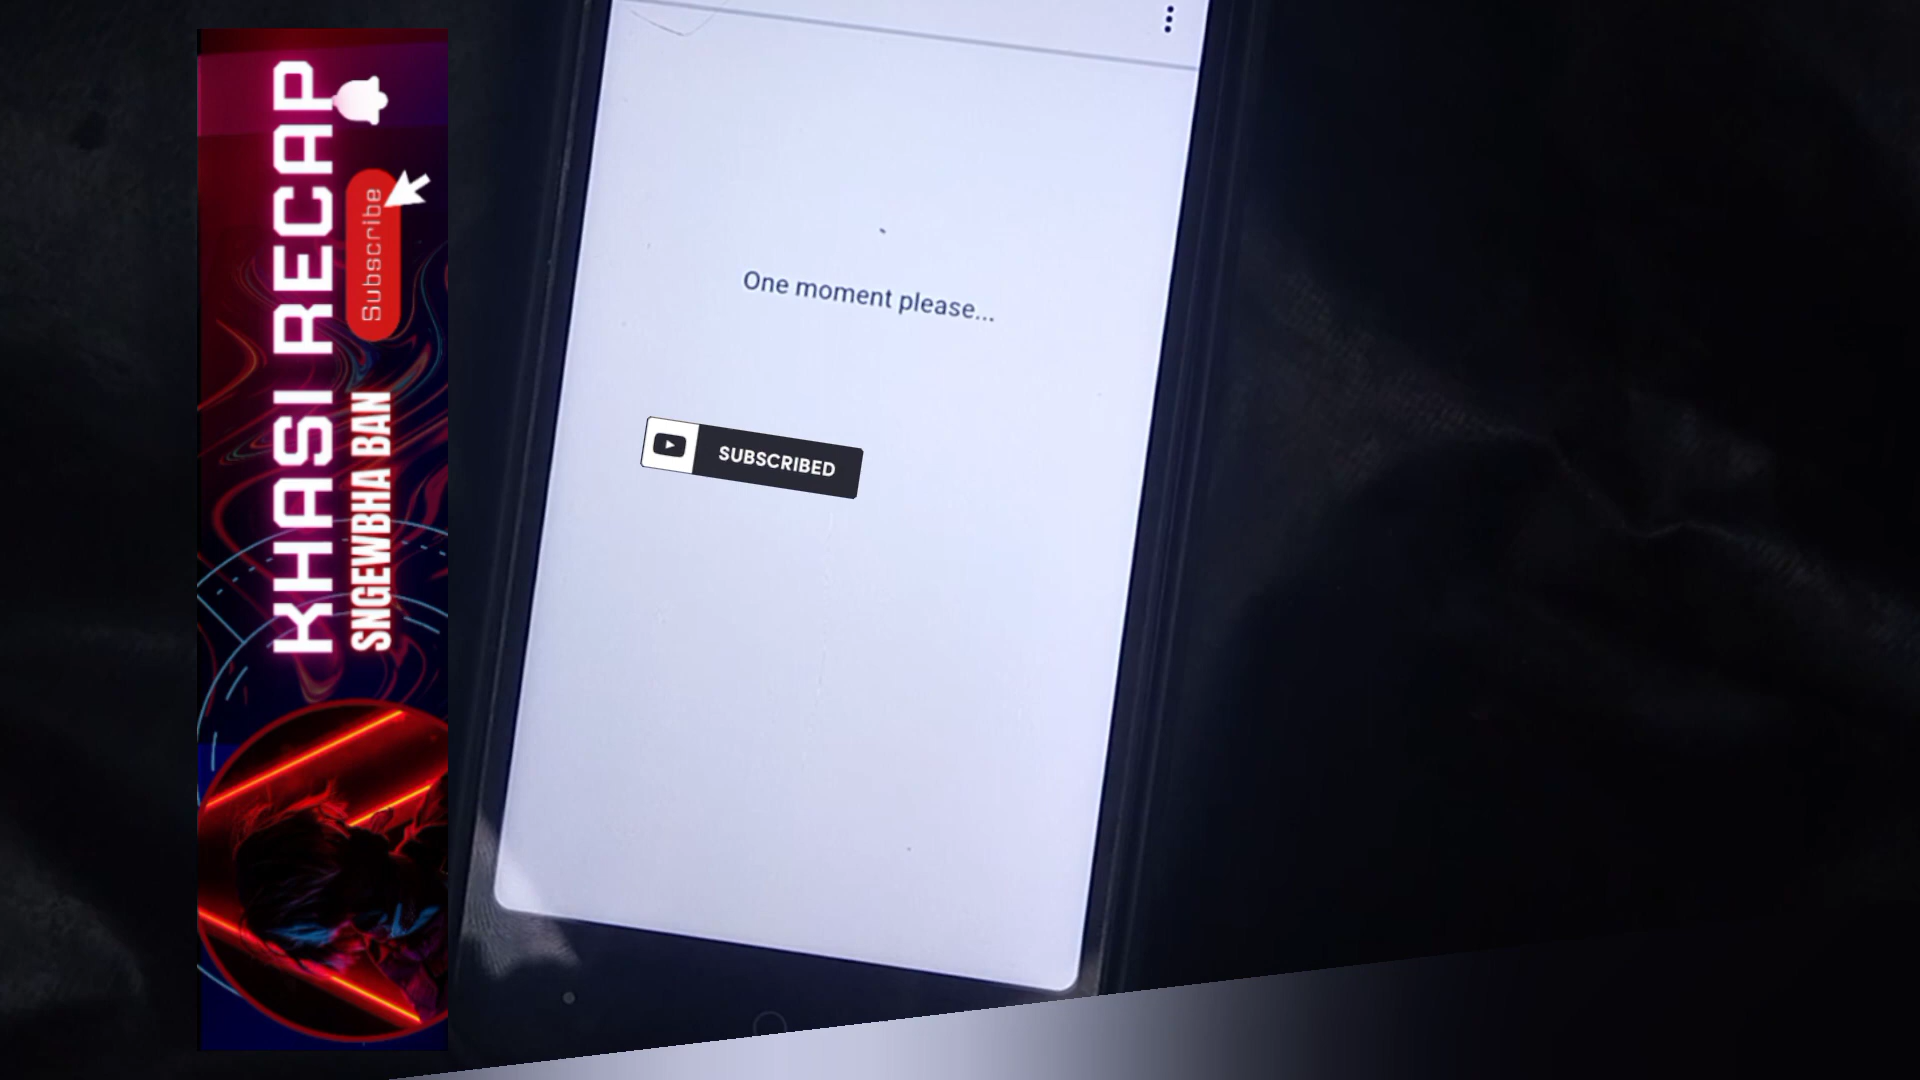 KHASI RECAP
Subscribe
SNGEWBHA BAN
One moment please...
SUBSCRIBED